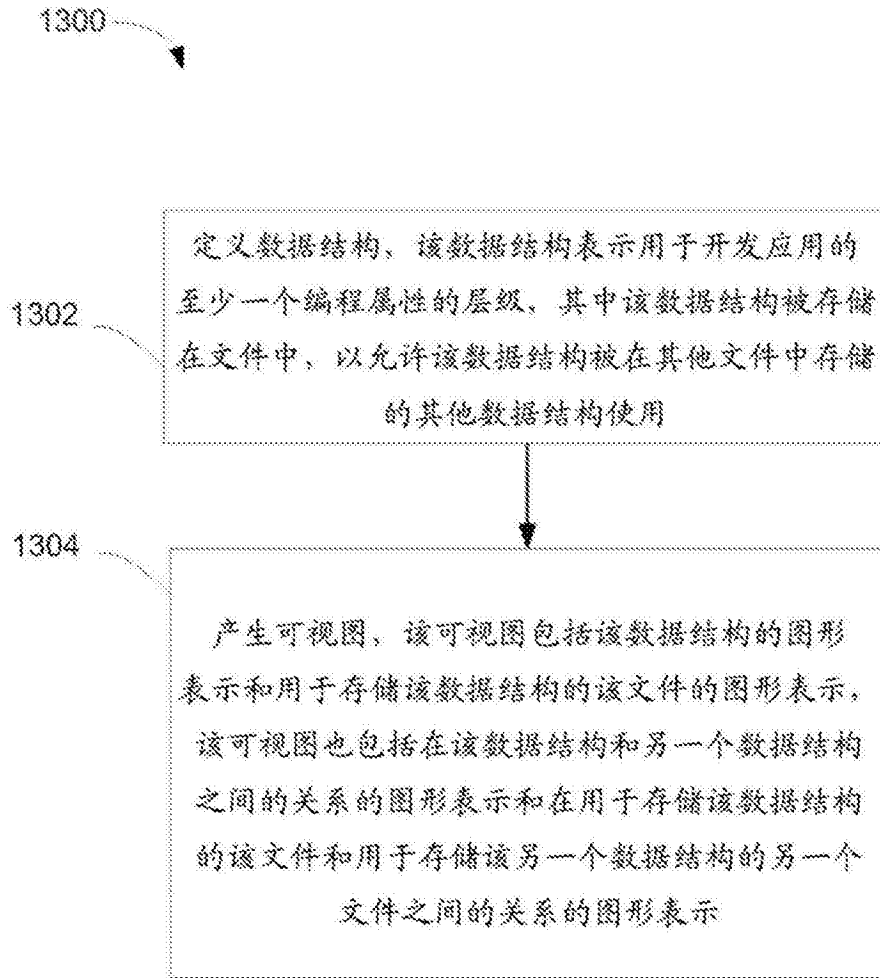 1300
定义数据结构、该数据结构表示用于开发应用的
至少一个编程属性的层级、其中该数据结构被存储
1302
在文件中、以允许该数据结构被在其他文件中存储
的其他数据结构使用
1304
产生可视图、该可视图包括该数据结构的图形
表示和用于存储该数据结构的该文件的图形表示，
该可视图也包括在该数据结构和另一个数据结构
之间的关系的图形表示和在用于存储该数据结构
的该文件和用于存储该另一个数据结构的另一个
文件之间的关系的图形表示